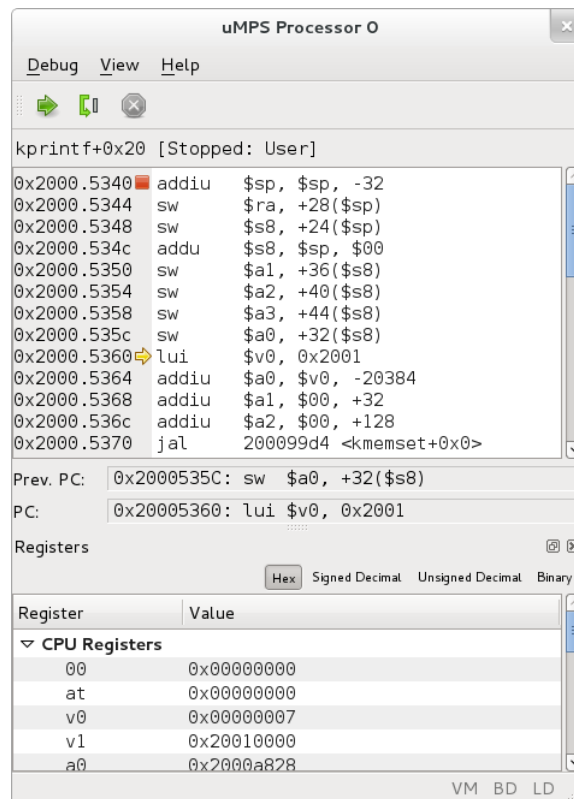 uMPS Processor 0
Debug View Help
kprintf+0x20 [Stopped: User]
0x2000.5340 addiu $sp, $sp, -32
0x2000.5344 sw $ra, +28($sp)
0x2000.5348 sw $s8, +24($sp)
0x2000.534c addu $s8, $sp, $00
0x2000.5350 sw $a1, +36($s8)
0x2000.5354 sw $a2, +40($s8)
0x2000.5358 sw $a3, +44($s8)
0x2000.535c sw $a0, +32($s8)
0x2000.5360 lui $v0, 0x2001
0x2000.5364 addiu $a0, $v0, -20384
0x2000.5368 addiu $a1, $00, +32
0x2000.536c addiu $a2, $00, +128
0x2000.5370 jal 200099d4 <kmemset+0x0>
Prev. PC: 0x2000535C: sw $a0, +32($s8)
PC: 0x20005360: lui $v0, 0x2001
Registers
Hex Signed Decimal Unsigned Decimal Binary
Register Value
CPU Registers
00 0x00000000
at 0x00000000
v0 0x00000007
v1 0x20010000
a0 0x2000a828
VM BD LD